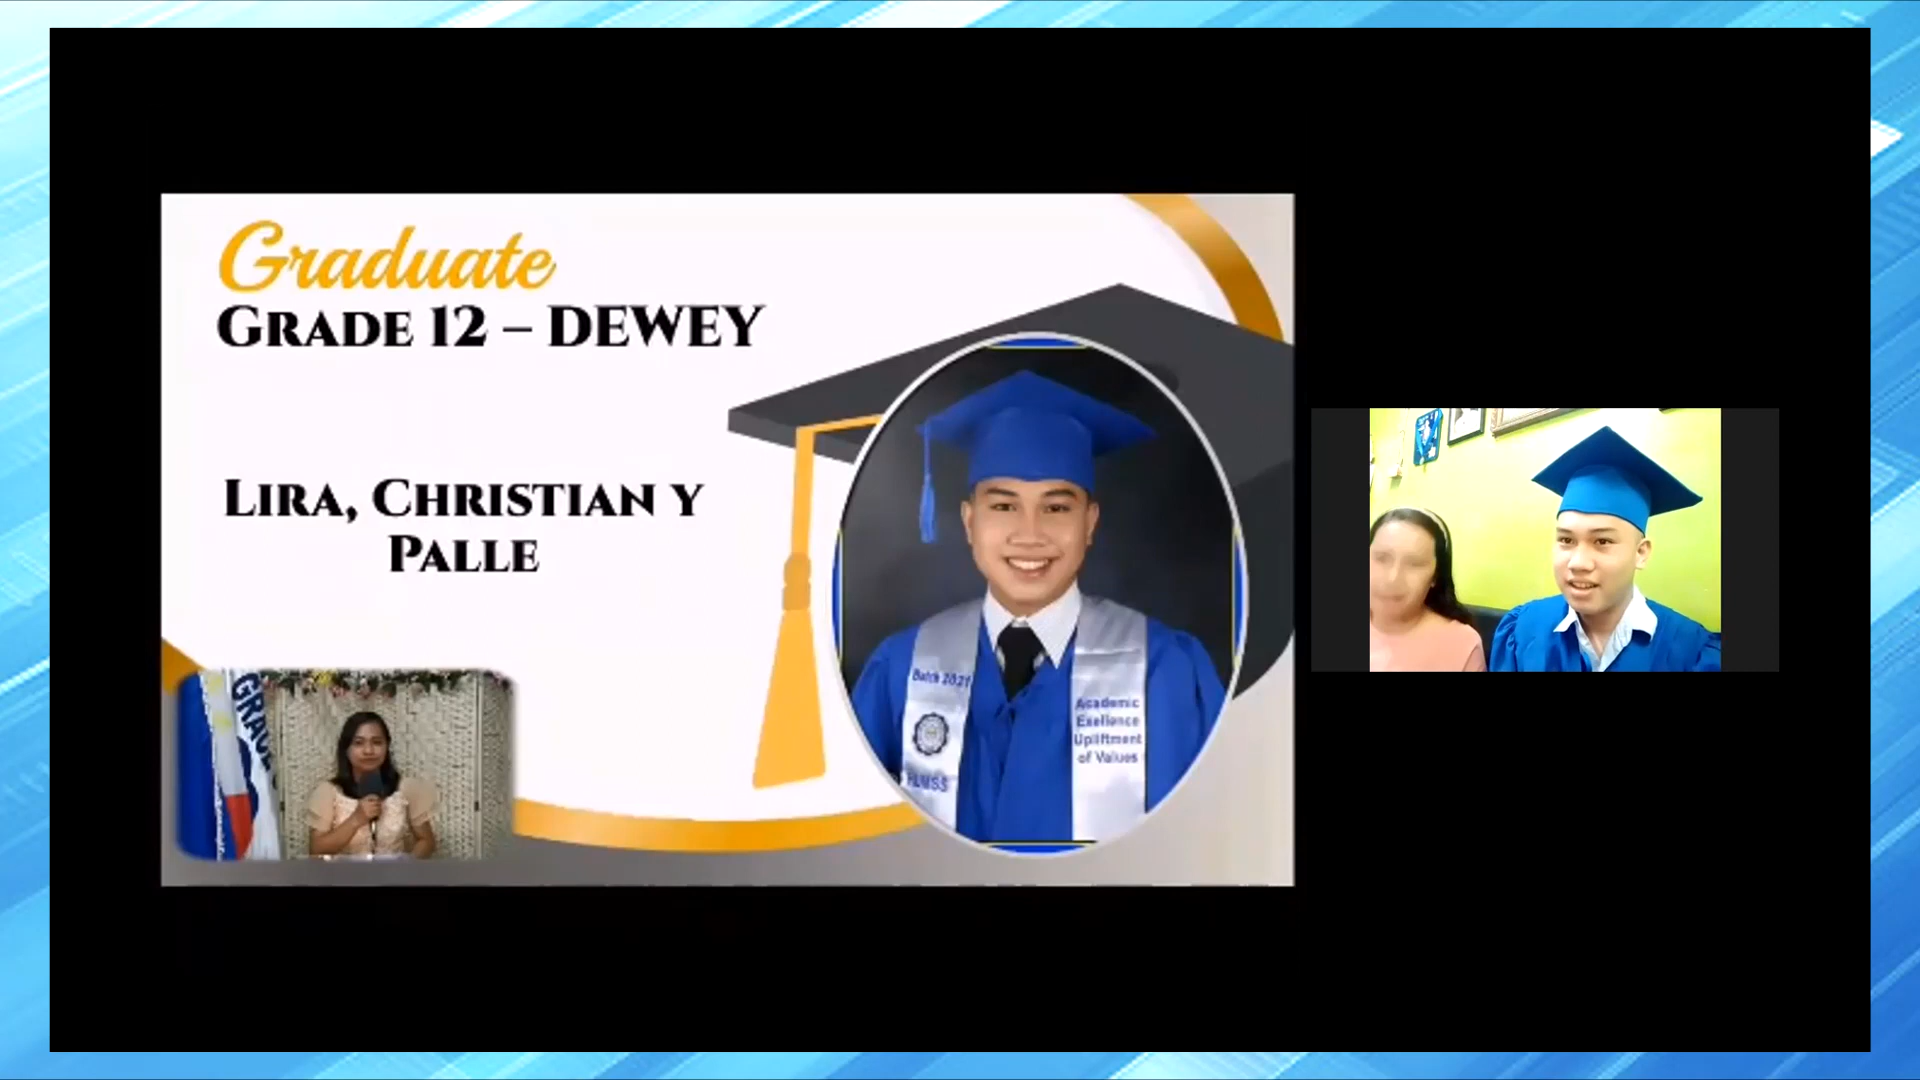 Graduate
GRADE 12 – DEWEY
LIRA, CHRISTIAN Y
PALLE
Batch 2021
Academic
Exellence
Upliftment
of Values